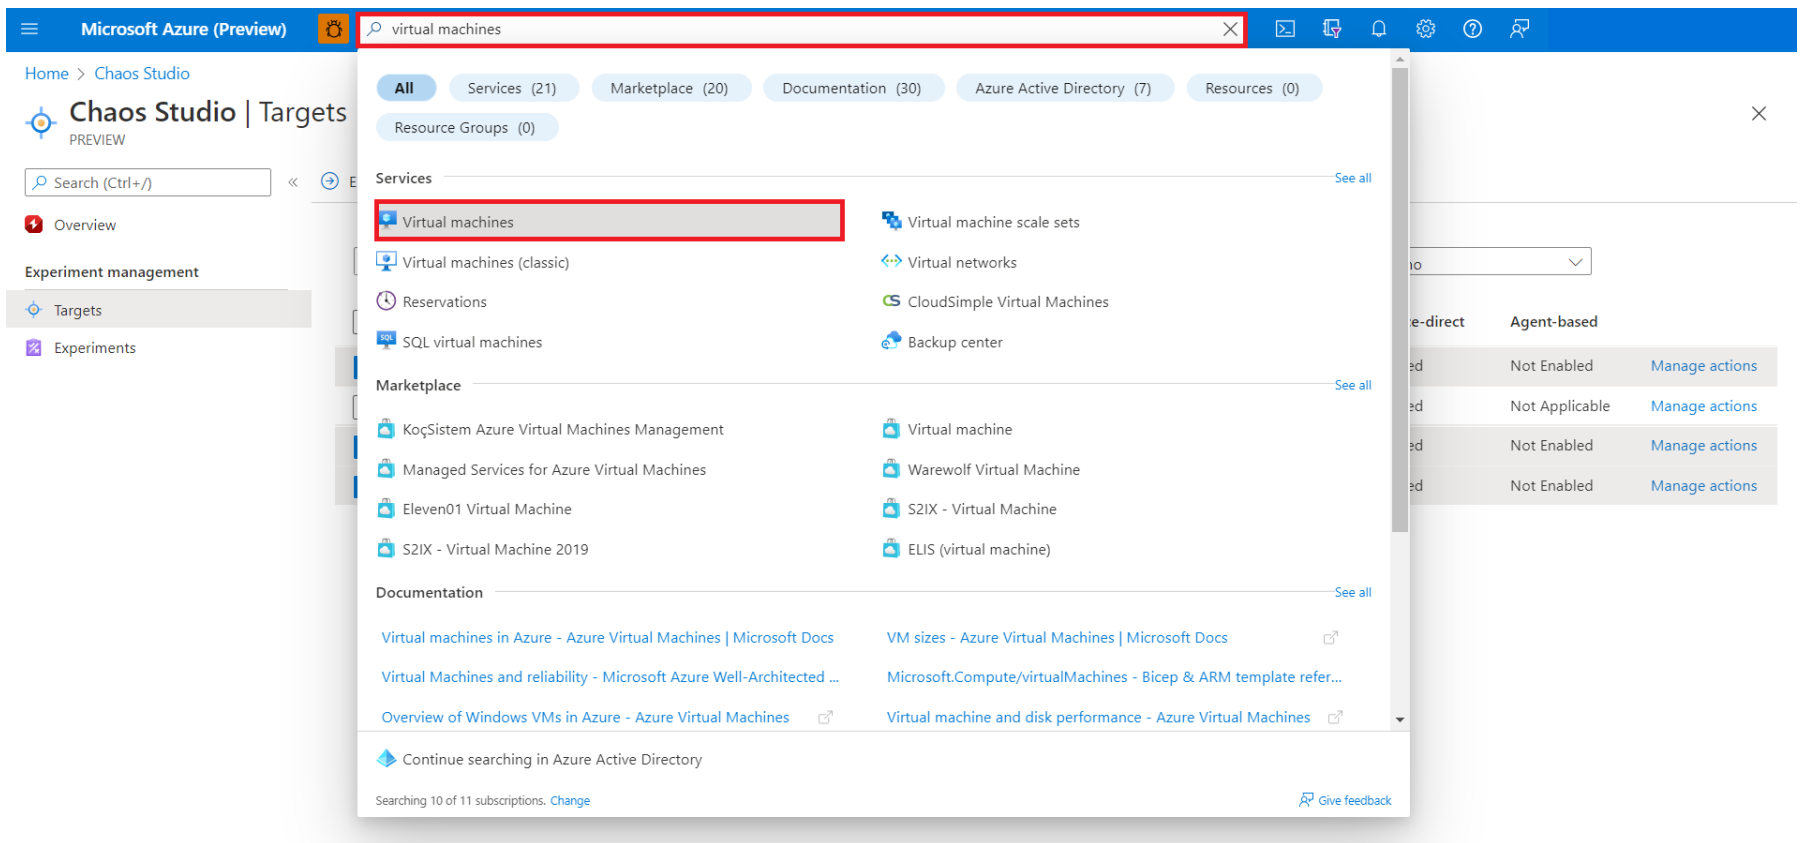 Microsoft Azure (Preview)
virtual machines
Home > Chaos Studio
Chaos Studio | Targets
PREVIEW
Search (Ctrl+/)
Overview
Experiment management
Targets
Experiments
All
Services (21)
Marketplace (20)
Documentation (30)
Azure Active Directory (7)
Resources (0)
Resource Groups (0)
Services
See all
Virtual machines
Virtual machine scale sets
Virtual machines (classic)
Virtual networks
Reservations
CloudSimple Virtual Machines
SQL virtual machines
Backup center
Marketplace
See all
KoçSistem Azure Virtual Machines Management
Virtual machine
Managed Services for Azure Virtual Machines
Warewolf Virtual Machine
Eleven01 Virtual Machine
S2IX - Virtual Machine
S2IX - Virtual Machine 2019
ELIS (virtual machine)
Documentation
See all
Virtual machines in Azure - Azure Virtual Machines | Microsoft Docs
VM sizes - Azure Virtual Machines | Microsoft Docs
Virtual Machines and reliability - Microsoft Azure Well-Architected ...
Microsoft.Compute/virtualMachines - Bicep & ARM template refer...
Overview of Windows VMs in Azure - Azure Virtual Machines
Virtual machine and disk performance - Azure Virtual Machines
Continue searching in Azure Active Directory
Searching 10 of 11 subscriptions. Change
Give feedback
e-direct
Agent-based
ed
Not Enabled
Manage actions
ed
Not Applicable
Manage actions
ed
Not Enabled
Manage actions
ed
Not Enabled
Manage actions